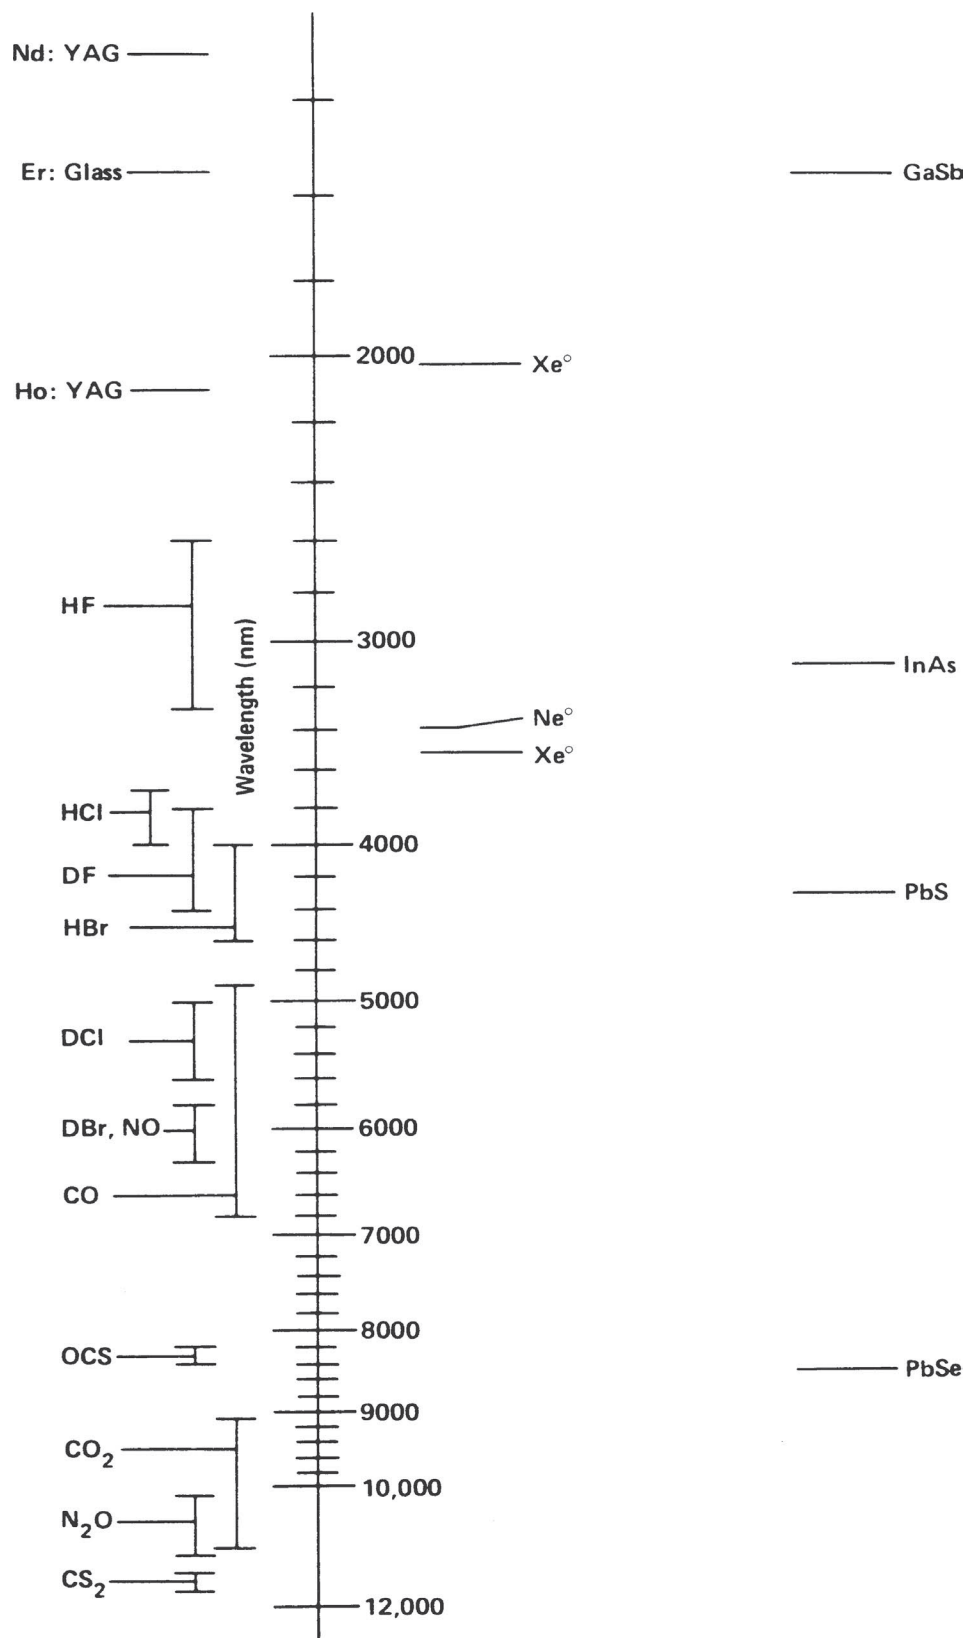 Nd: YAG
Er: Glass
GaSb
2000
Xe°
Ho: YAG
HF
Wavelength (nm)
3000
InAs
Ne°
Xe°
HCl
4000
DF
PbS
HBr
5000
DCl
DBr, NO
6000
CO
7000
8000
OCS
PbSe
9000
CO₂
10,000
N₂O
CS₂
12,000